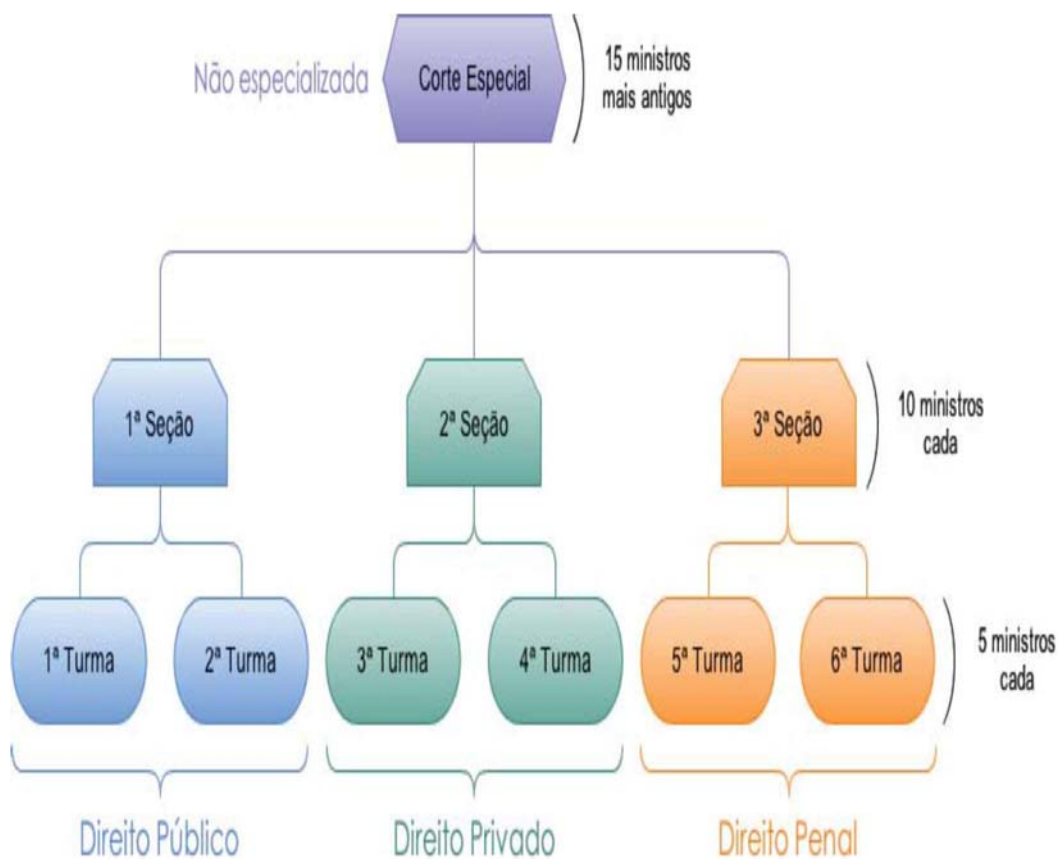 Não especializada
Corte Especial
15 ministros
mais antigos
1ª Seção
2ª Seção
3ª Seção
10 ministros
cada
1ª Turma
2ª Turma
3ª Turma
4ª Turma
5ª Turma
6ª Turma
5 ministros
cada
Direito Público
Direito Privado
Direito Penal